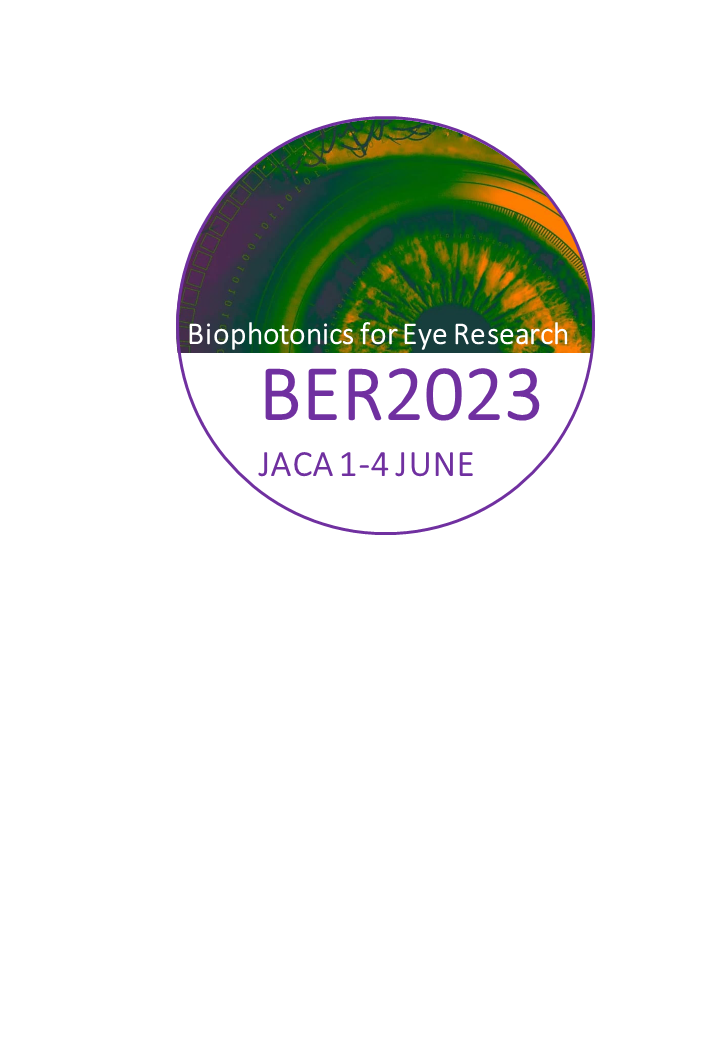 Biophotonics for Eye Research
BER2023
JACA 1-4 JUNE